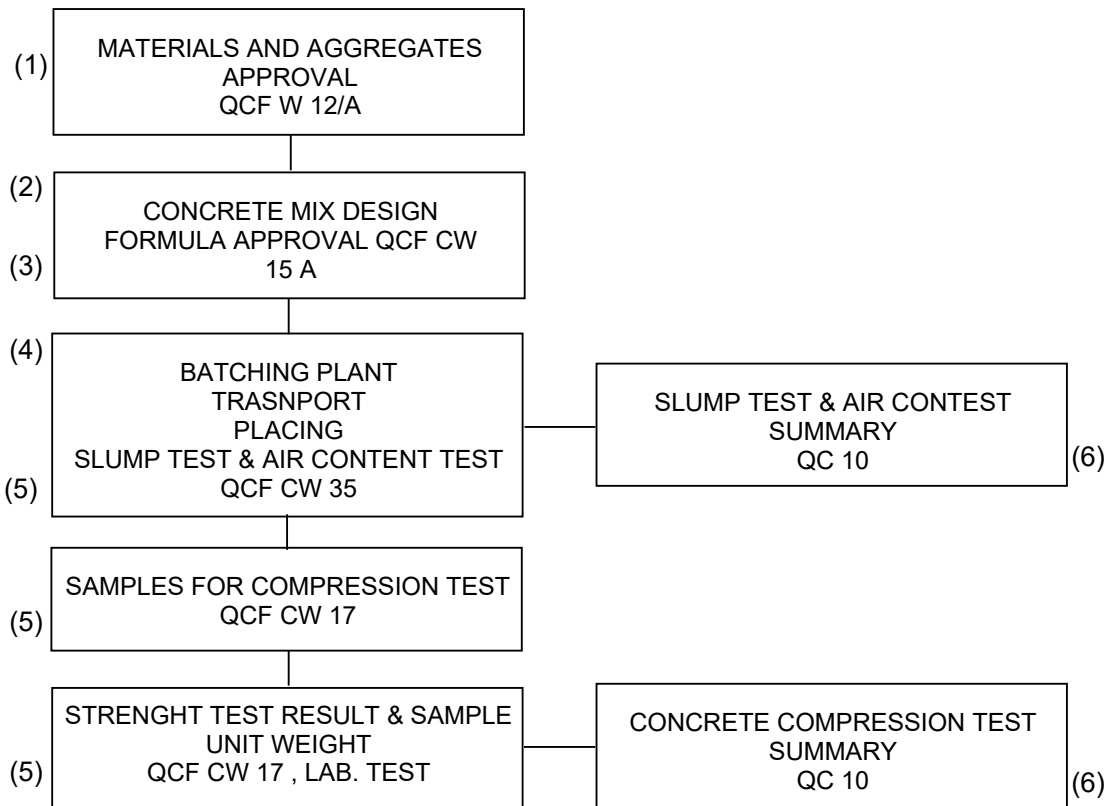 (1)
MATERIALS AND AGGREGATES
APPROVAL
QCF W 12/A
(2)
CONCRETE MIX DESIGN
FORMULA APPROVAL QCF CW
(3)
15 A
(4)
BATCHING PLANT
TRASNPORT
PLACING
SLUMP TEST & AIR CONTENT TEST
(5)
QCF CW 35
SLUMP TEST & AIR CONTEST
SUMMARY
QC 10
(6)
SAMPLES FOR COMPRESSION TEST
QCF CW 17
(5)
STRENGHT TEST RESULT & SAMPLE
UNIT WEIGHT
QCF CW 17 , LAB. TEST
(5)
CONCRETE COMPRESSION TEST
SUMMARY
QC 10
(6)